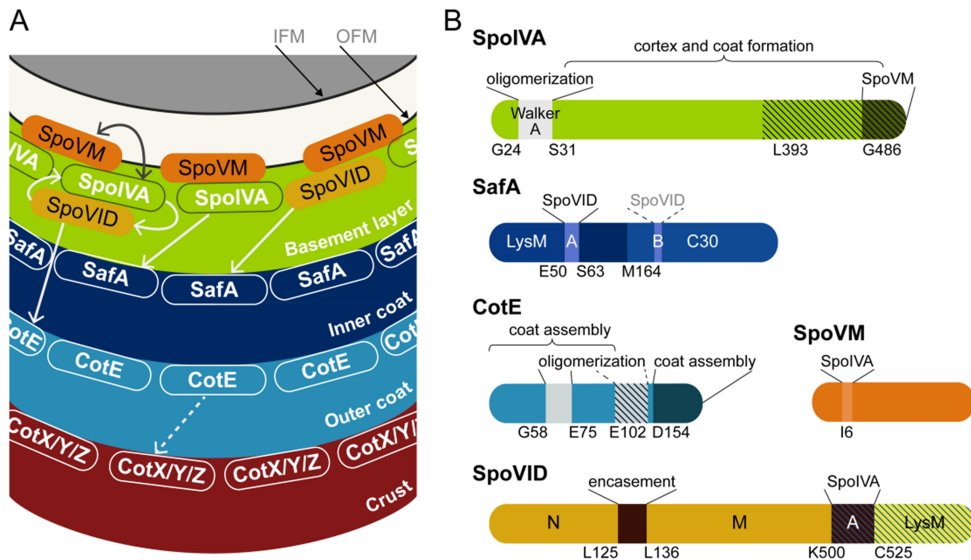 A
IFM
OFM
SpoVM
SpoVM
SpoVM
IVA
SpoIVA
SpoIVA
S
SpoVID
SpoVID
Basement layer
SafA
SafA
SafA
SafA
SafA
Inner coat
CotE
CotE
CotE
CotE
Cot
Outer coat
CotX/Y/Z
CotX/Y/Z
CotX/Y/Z
CotX/Y/Z
Crust
B
SpoIVA
cortex and coat formation
oligomerization
SpoVM
Walker
A
G24
S31
L393
G486
SafA
SpoVID
SpoVID
LysM
A
B
C30
E50
S63
M164
CotE
coat assembly
oligomerization
coat assembly
G58
E75
E102
D154
SpoVM
SpoIVA
I6
SpoVID
encasement
SpoIVA
N
M
A
LysM
L125
L136
K500
C525